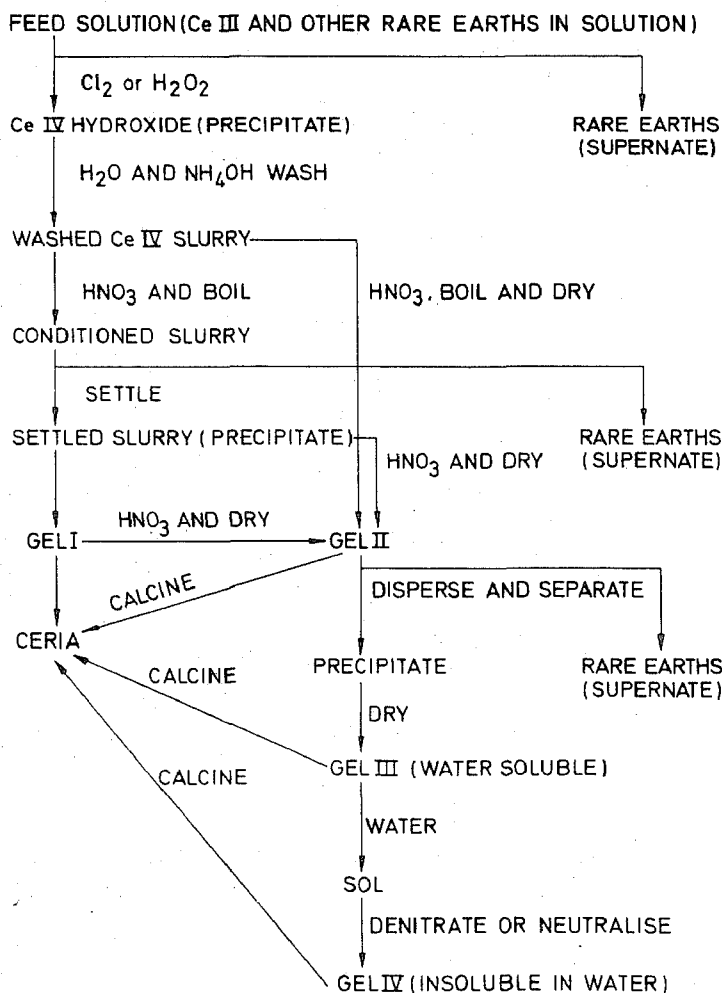 FEED SOLUTION (Ce III AND OTHER RARE EARTHS IN SOLUTION)
Cl2 or H2O2
Ce IV HYDROXIDE (PRECIPITATE)
RARE EARTHS
(SUPERNATE)
H2O AND NH4OH WASH
WASHED Ce IV SLURRY
HNO3 AND BOIL
HNO3, BOIL AND DRY
CONDITIONED SLURRY
SETTLE
SETTLED SLURRY (PRECIPITATE)
RARE EARTHS
(SUPERNATE)
HNO3 AND DRY
HNO3 AND DRY
GEL I
GEL II
CALCINE
DISPERSE AND SEPARATE
CERIA
PRECIPITATE
RARE EARTHS
(SUPERNATE)
CALCINE
DRY
GEL III (WATER SOLUBLE)
CALCINE
WATER
SOL
DENITRATE OR NEUTRALISE
GEL IV (INSOLUBLE IN WATER)